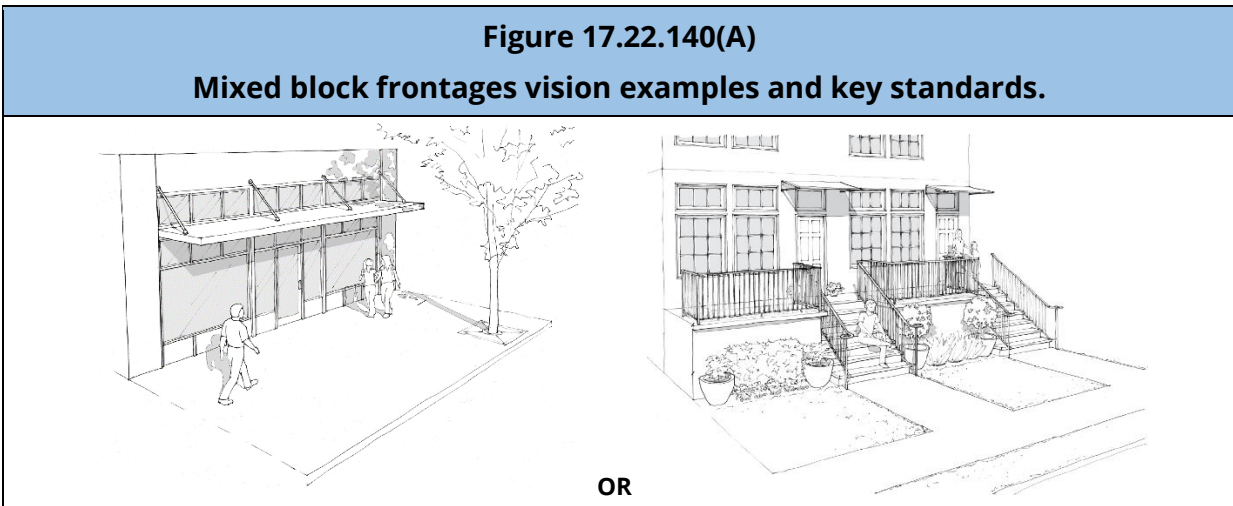 Figure 17.22.140(A)
Mixed block frontages vision examples and key standards.
OR